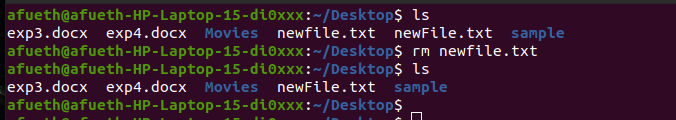 afueth@afueth-HP-Laptop-15-di0xxx:~/Desktop$ ls
exp3.docx  exp4.docx  Movies  newfile.txt  newFile.txt  sample
afueth@afueth-HP-Laptop-15-di0xxx:~/Desktop$ rm newfile.txt
afueth@afueth-HP-Laptop-15-di0xxx:~/Desktop$ ls
exp3.docx  exp4.docx  Movies  newFile.txt  sample
afueth@afueth-HP-Laptop-15-di0xxx:~/Desktop$